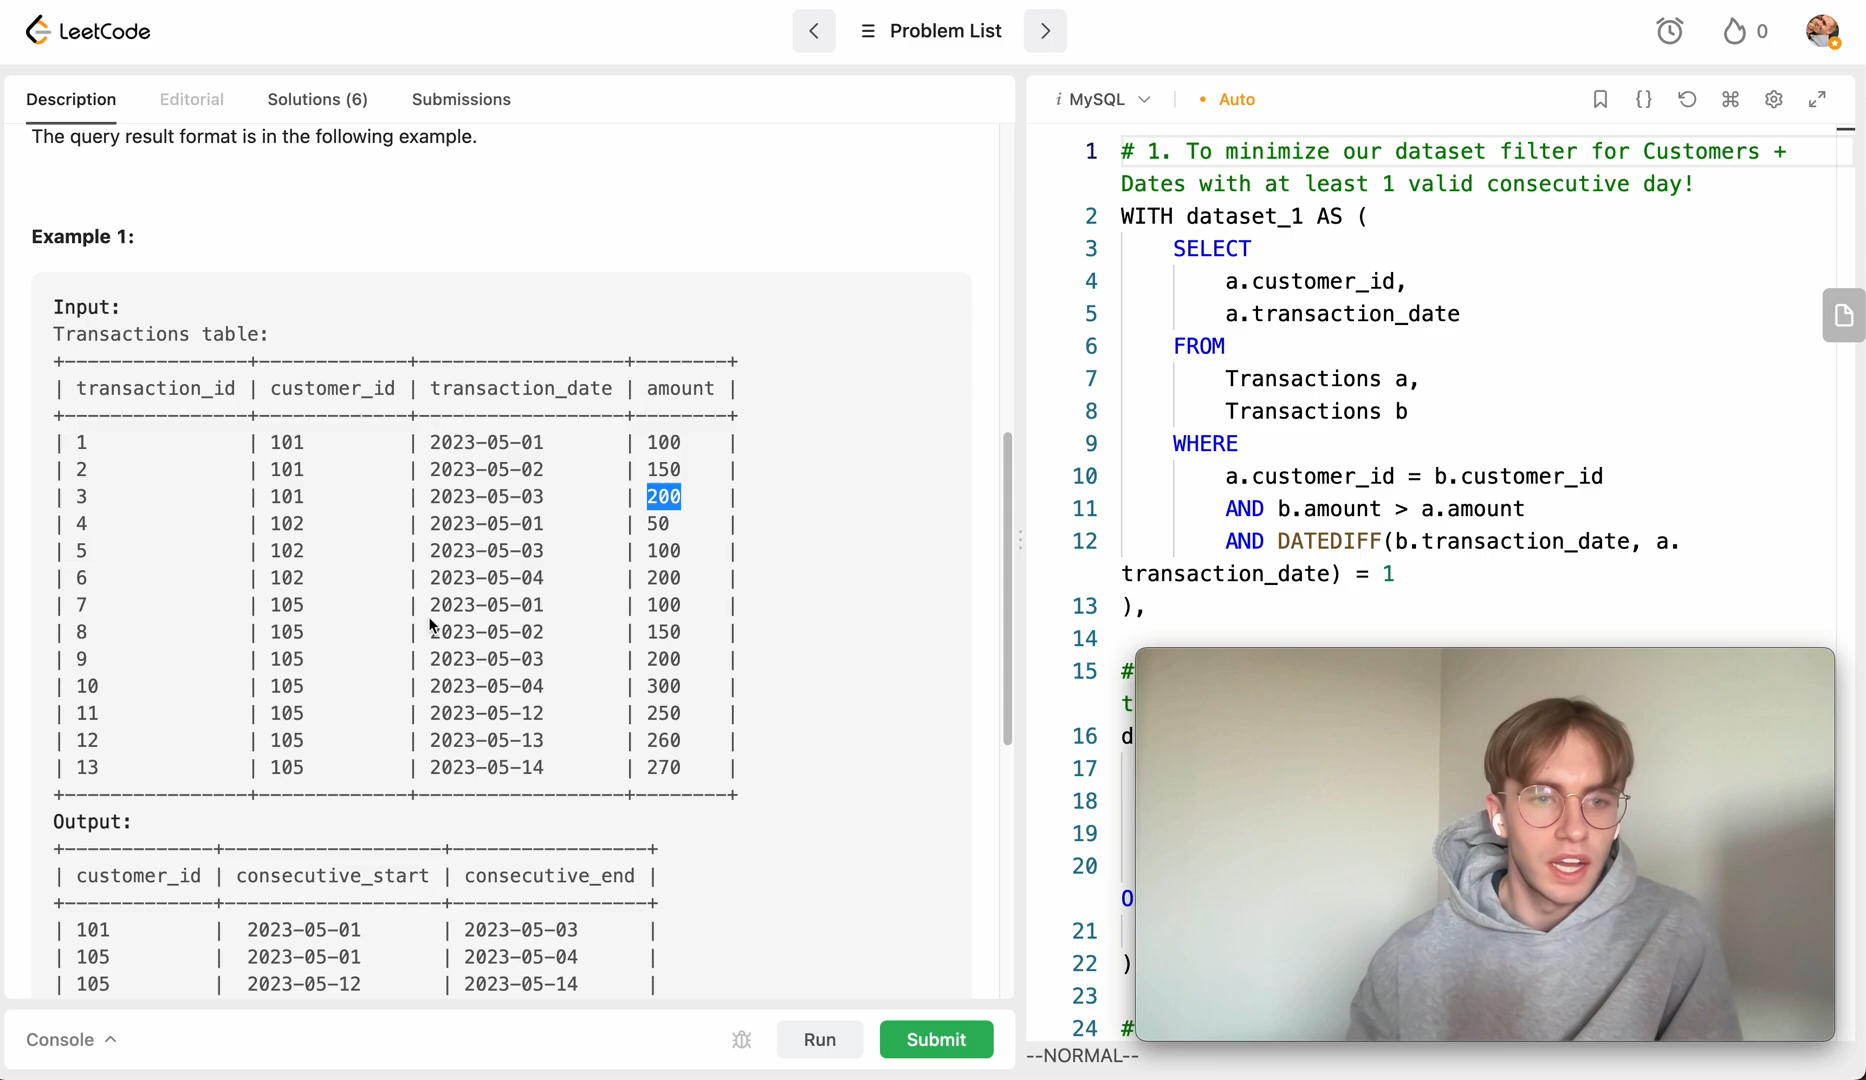 LeetCode
Problem List
0
Description
Editorial
Solutions (6)
Submissions
The query result format is in the following example.
Example 1:
Input:
Transactions table:
+----------------+-------------+------------------+--------+
| transaction_id | customer_id | transaction_date | amount |
+----------------+-------------+------------------+--------+
| 1 | 101 | 2023-05-01 | 100 |
| 2 | 101 | 2023-05-02 | 150 |
| 3 | 101 | 2023-05-03 | 200 |
| 4 | 102 | 2023-05-01 | 50 |
| 5 | 102 | 2023-05-03 | 100 |
| 6 | 102 | 2023-05-04 | 200 |
| 7 | 105 | 2023-05-01 | 100 |
| 8 | 105 | 2023-05-02 | 150 |
| 9 | 105 | 2023-05-03 | 200 |
| 10 | 105 | 2023-05-04 | 300 |
| 11 | 105 | 2023-05-12 | 250 |
| 12 | 105 | 2023-05-13 | 260 |
| 13 | 105 | 2023-05-14 | 270 |
+----------------+-------------+------------------+--------+
Output:
+-------------+-------------------+-----------------+
| customer_id | consecutive_start | consecutive_end |
+-------------+-------------------+-----------------+
| 101 | 2023-05-01 | 2023-05-03 |
| 105 | 2023-05-01 | 2023-05-04 |
| 105 | 2023-05-12 | 2023-05-14 |
Console
Run
Submit
i MySQL
• Auto
{}
1 # 1. To minimize our dataset filter for Customers +
Dates with at least 1 valid consecutive day!
2 WITH dataset_1 AS (
3 SELECT
4 a.customer_id,
5 a.transaction_date
6 FROM
7 Transactions a,
8 Transactions b
9 WHERE
10 a.customer_id = b.customer_id
11 AND b.amount > a.amount
12 AND DATEDIFF(b.transaction_date, a.
transaction_date) = 1
13 ),
14
15 #
t
16 d
17
18
19
20
O
21
22 )
23
24 #
--NORMAL--